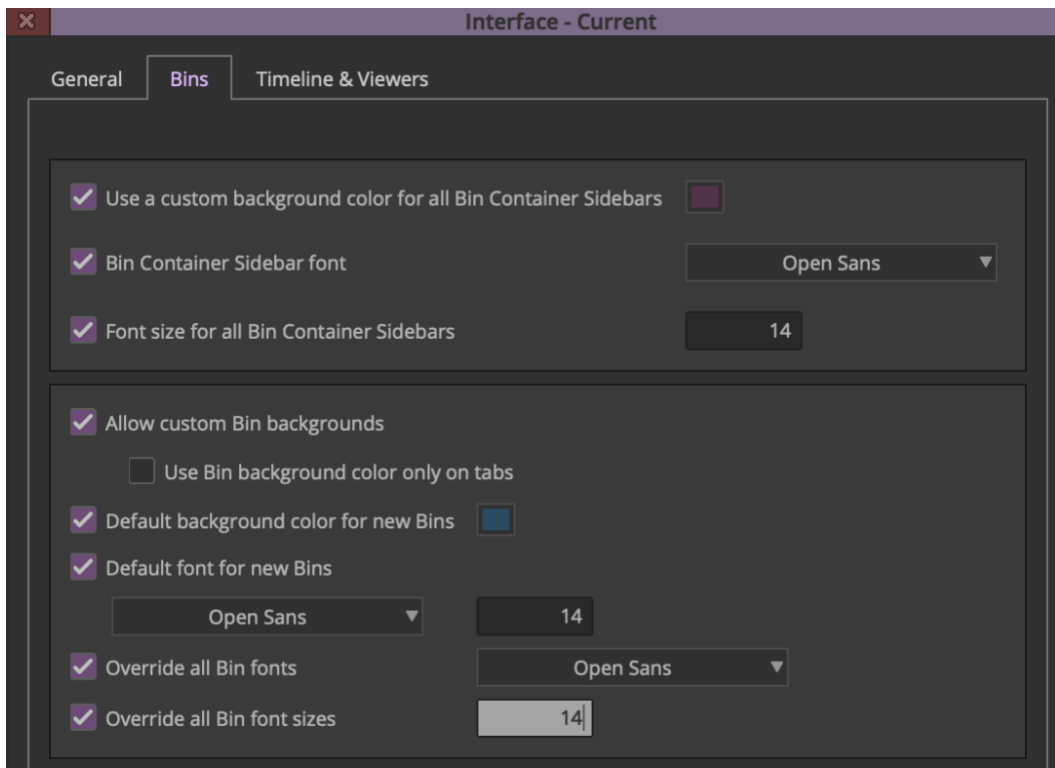 Interface - Current
General Bins Timeline & Viewers
Use a custom background color for all Bin Container Sidebars
Bin Container Sidebar font Open Sans
Font size for all Bin Container Sidebars 14
Allow custom Bin backgrounds
Use Bin background color only on tabs
Default background color for new Bins
Default font for new Bins
Open Sans 14
Override all Bin fonts Open Sans
Override all Bin font sizes 14